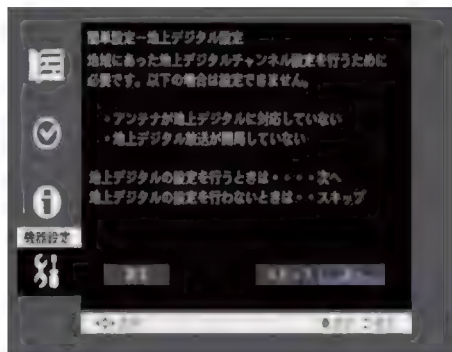 簡単設定－地上デジタル設定
地域にあった地上デジタルチャンネル設定を行うために
必要です。以下の場合は設定できません。
・アンテナが地上デジタルに対応していない
・地上デジタル放送が開局していない
地上デジタルの設定を行うときは・・・・次へ
地上デジタルの設定を行わないときは・・スキップ
機器設定